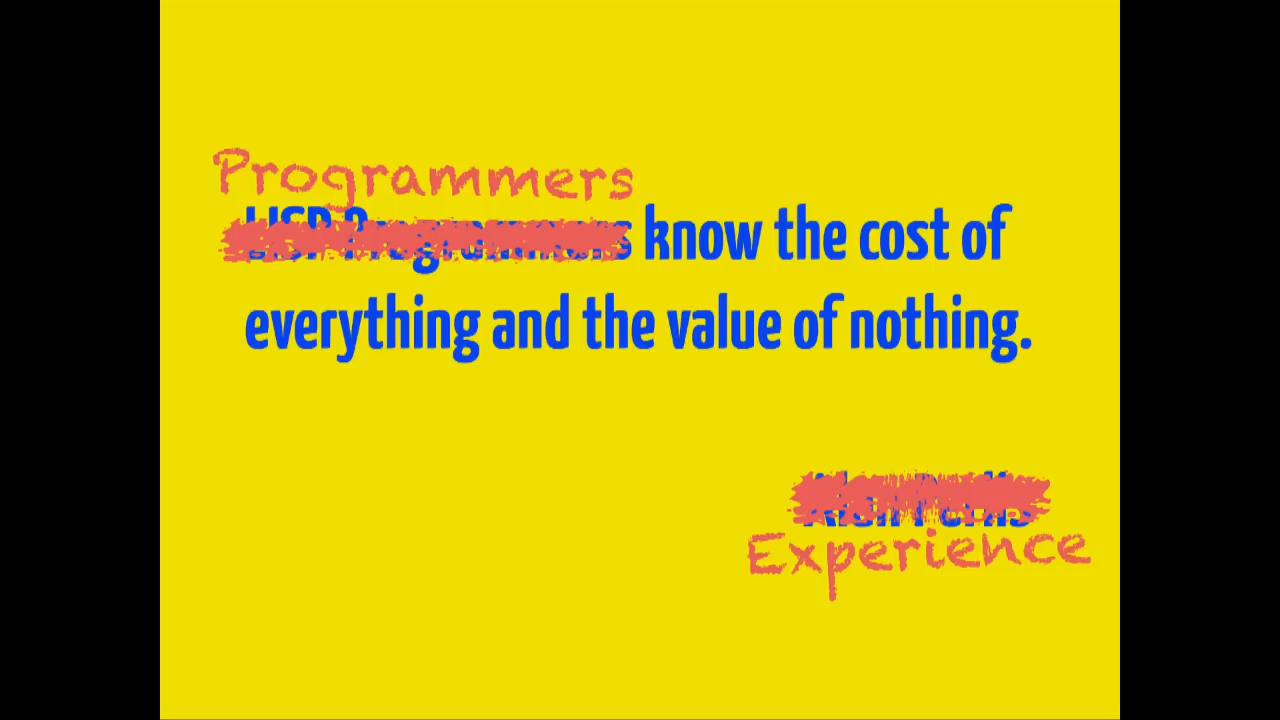 Programmers
know the cost of
everything and the value of nothing.
Experience